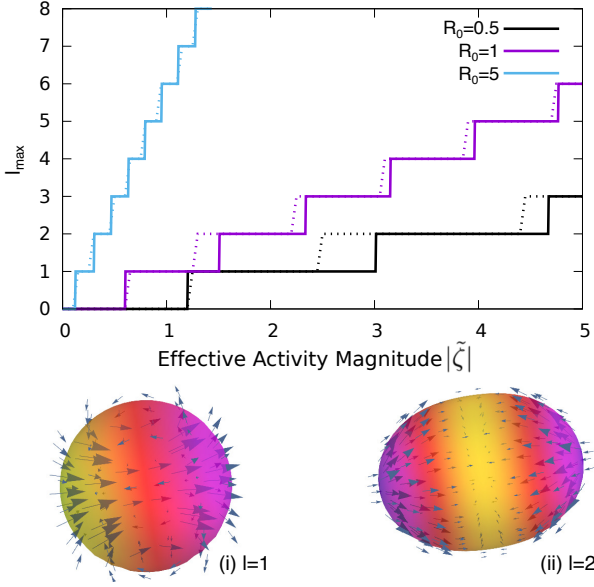 8
7
6
5
4
3
2
1
0
l_max
R_0=0.5
R_0=1
R_0=5
0 1 2 3 4 5
Effective Activity Magnitude |ζ̃|
(i) l=1
(ii) l=2